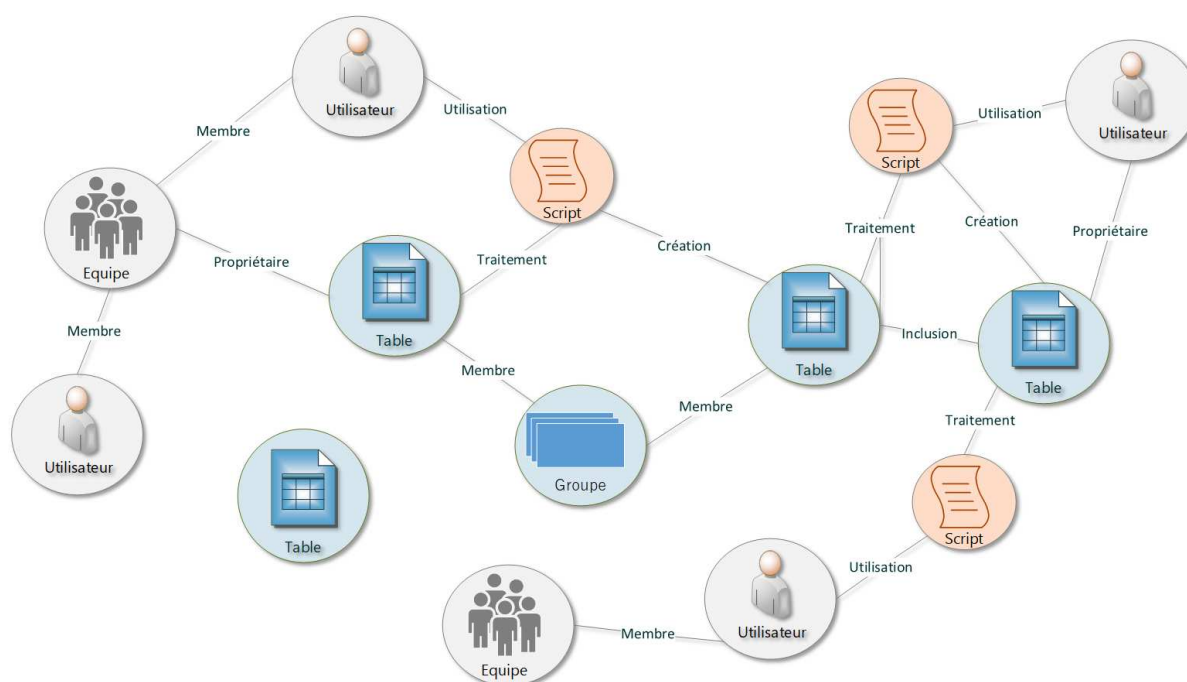 Utilisateur
Utilisation
Utilisation
Utilisateur
Membre
Script
Script
Création
Traitement
Propriétaire
Création
Propriétaire
Traitement
Equipe
Membre
Table
Inclusion
Table
Table
Membre
Membre
Traitement
Utilisateur
Groupe
Script
Table
Utilisation
Membre
Utilisateur
Equipe